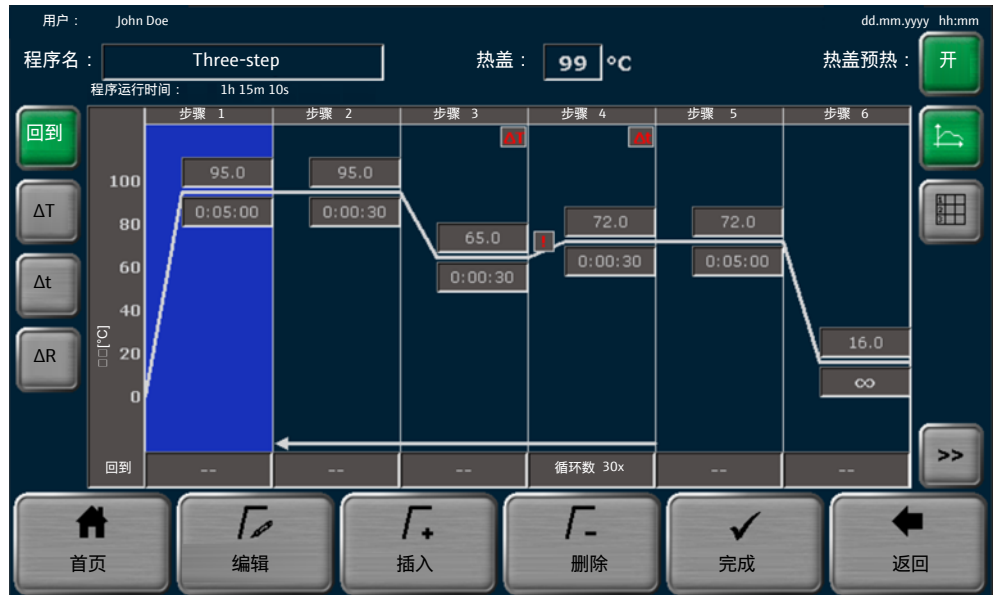 用户： John Doe dd.mm.yyyy hh:mm
程序名： Three-step 热盖： 99 °C 热盖预热： 开
程序运行时间： 1h 15m 10s
步骤 1 步骤 2 步骤 3 步骤 4 步骤 5 步骤 6
回到
ΔT Δt
100 95.0 95.0
ΔT 0:05:00 0:00:30 72.0 72.0
80 65.0
60 0:00:30 0:00:30 0:05:00
Δt
40
[°C]
ΔR 20 16.0
0 ∞
>>
回到 -- -- -- 循环数 30x -- --
首页 编辑 插入 删除 完成 返回